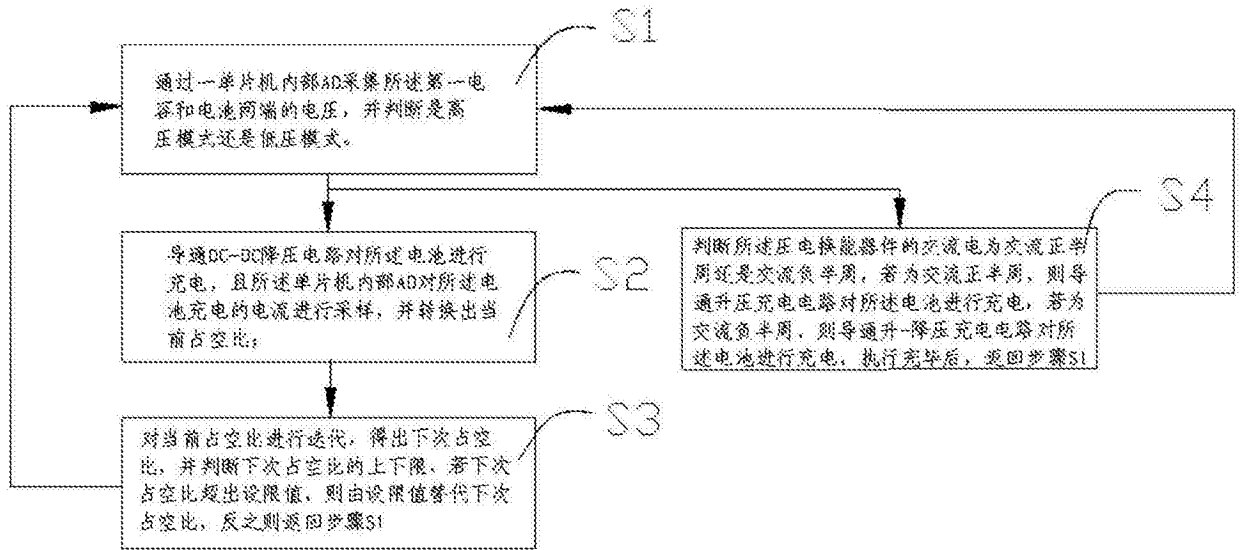 S1
通过一单片机内部AD采集所述第一电
容和电池两端的电压，并判断是高
压模式还是低压模式。
S2
导通DC-DC降压电路对所述电池进行
充电，且所述单片机内部AD对所述电
池充电的电流进行采样，并转换出当
前占空比；
S3
对当前占空比进行迭代，得出下次占空
比，并判断下次占空比的上下限，若下次
占空比超出设限值，则由设限值替代下次
占空比，反之则返回步骤S1
S4
判断所述压电换能器件的交流电为交流正半
周还是交流负半周，若为交流正半周，则导
通升压充电电路对所述电池进行充电，若为
交流负半周，则导通升-降压充电电路对所
述电池进行充电，执行完毕后，返回步骤S1